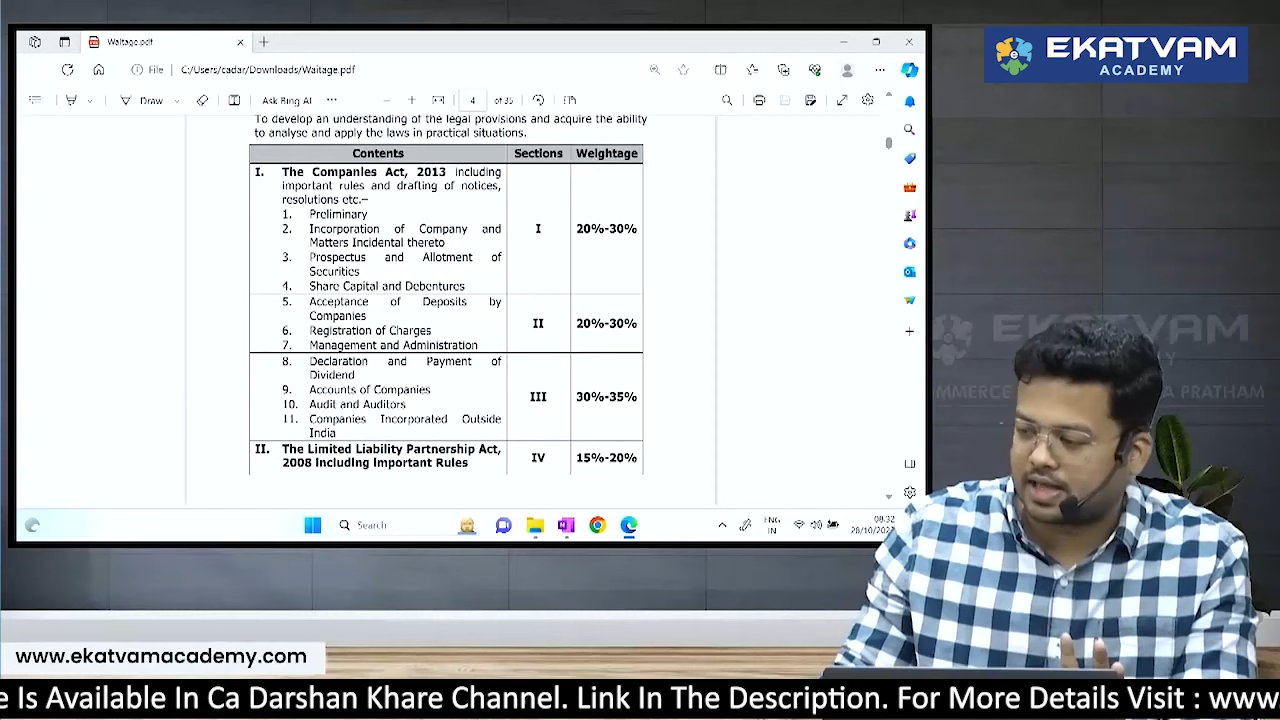 Waitage.pdf
EKATVAM
ACADEMY
File
C:/Users/cadar/Downloads/Waitage.pdf
Draw
Ask Bing AI
4
of 35
To develop an understanding of the legal provisions and acquire the ability
to analyse and apply the laws in practical situations.
Contents Sections Weightage
I. The Companies Act, 2013 including
important rules and drafting of notices,
resolutions etc.–
1. Preliminary
2. Incorporation of Company and
Matters Incidental thereto
3. Prospectus and Allotment of
Securities
4. Share Capital and Debentures
I 20%-30%
5. Acceptance of Deposits by
Companies
6. Registration of Charges
7. Management and Administration
II 20%-30%
8. Declaration and Payment of
Dividend
9. Accounts of Companies
10. Audit and Auditors
11. Companies Incorporated Outside
India
III 30%-35%
II. The Limited Liability Partnership Act,
2008 including Important Rules
IV 15%-20%
EKATVAM
Search
ENG
IN
08:32
www.ekatvamacademy.com
e Is Available In Ca Darshan Khare Channel. Link In The Description. For More Details Visit : www